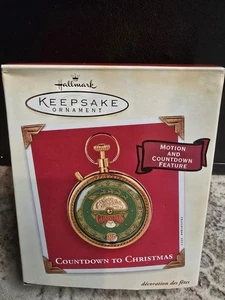 Hallmark
KEEPSAKE
ORNAMENT
MOTION
AND
COUNTDOWN
FEATURE
COUNTDOWN TO CHRISTMAS
décoration des fêtes